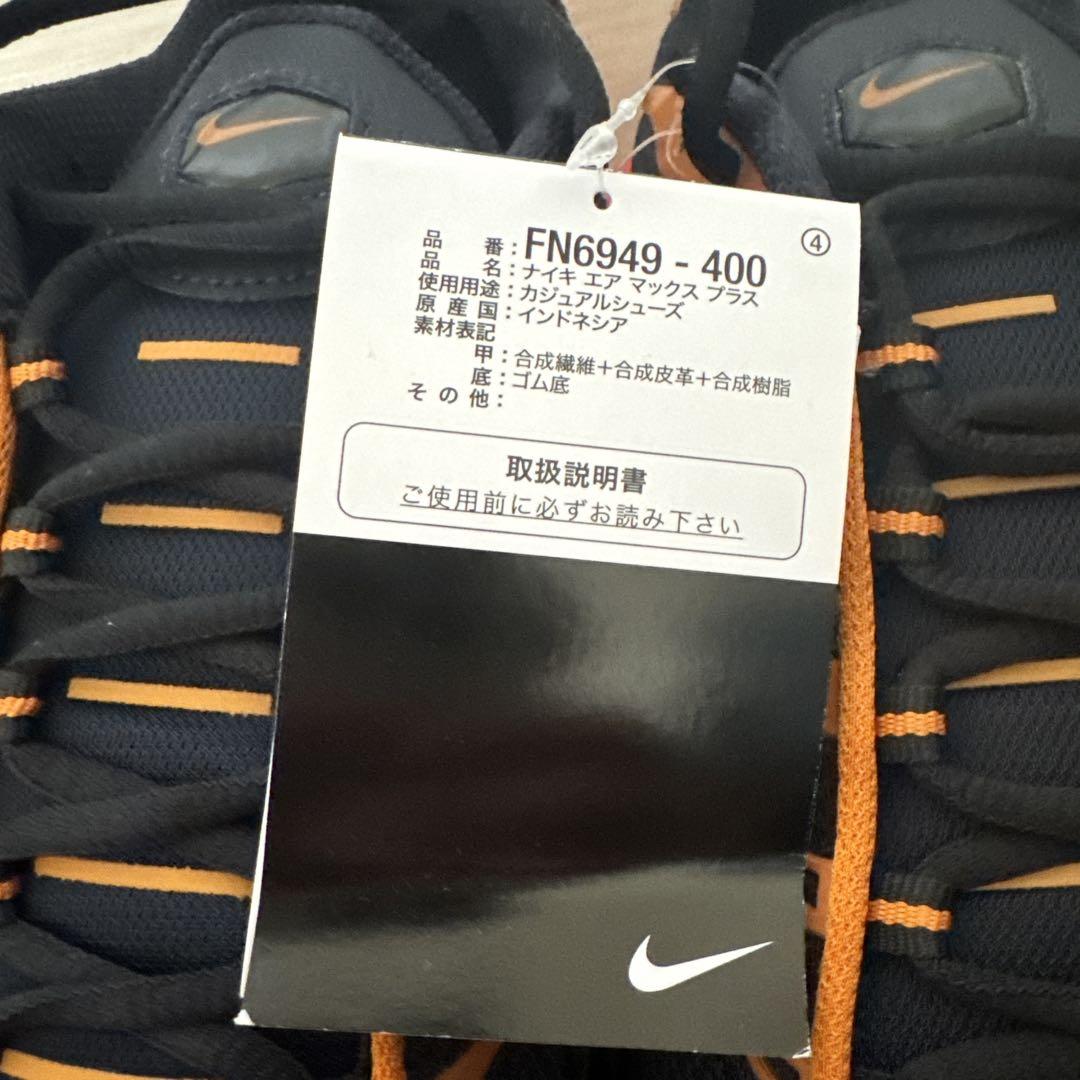 ④
品番：FN6949 - 400
品名：ナイキ エア マックス プラス
使用用途：カジュアルシューズ
原産国：インドネシア
素材表記
甲：合成繊維＋合成皮革＋合成樹脂
底：ゴム底
その他：
取扱説明書
ご使用前に必ずお読み下さい